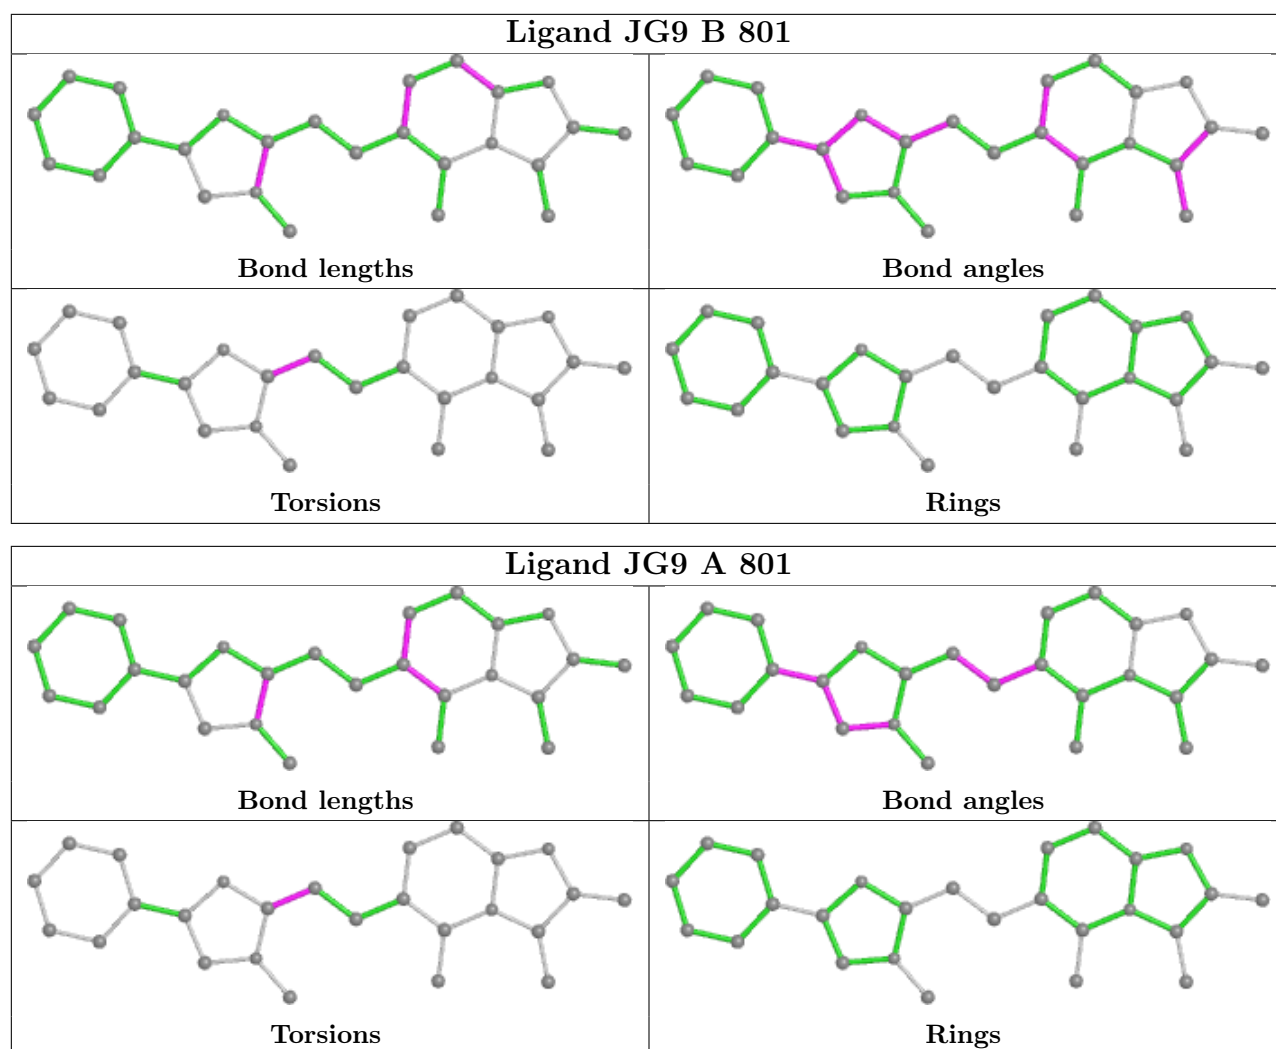 Ligand JG9 B 801
Bond lengths
Bond angles
Torsions
Rings
Ligand JG9 A 801
Bond lengths
Bond angles
Torsions
Rings